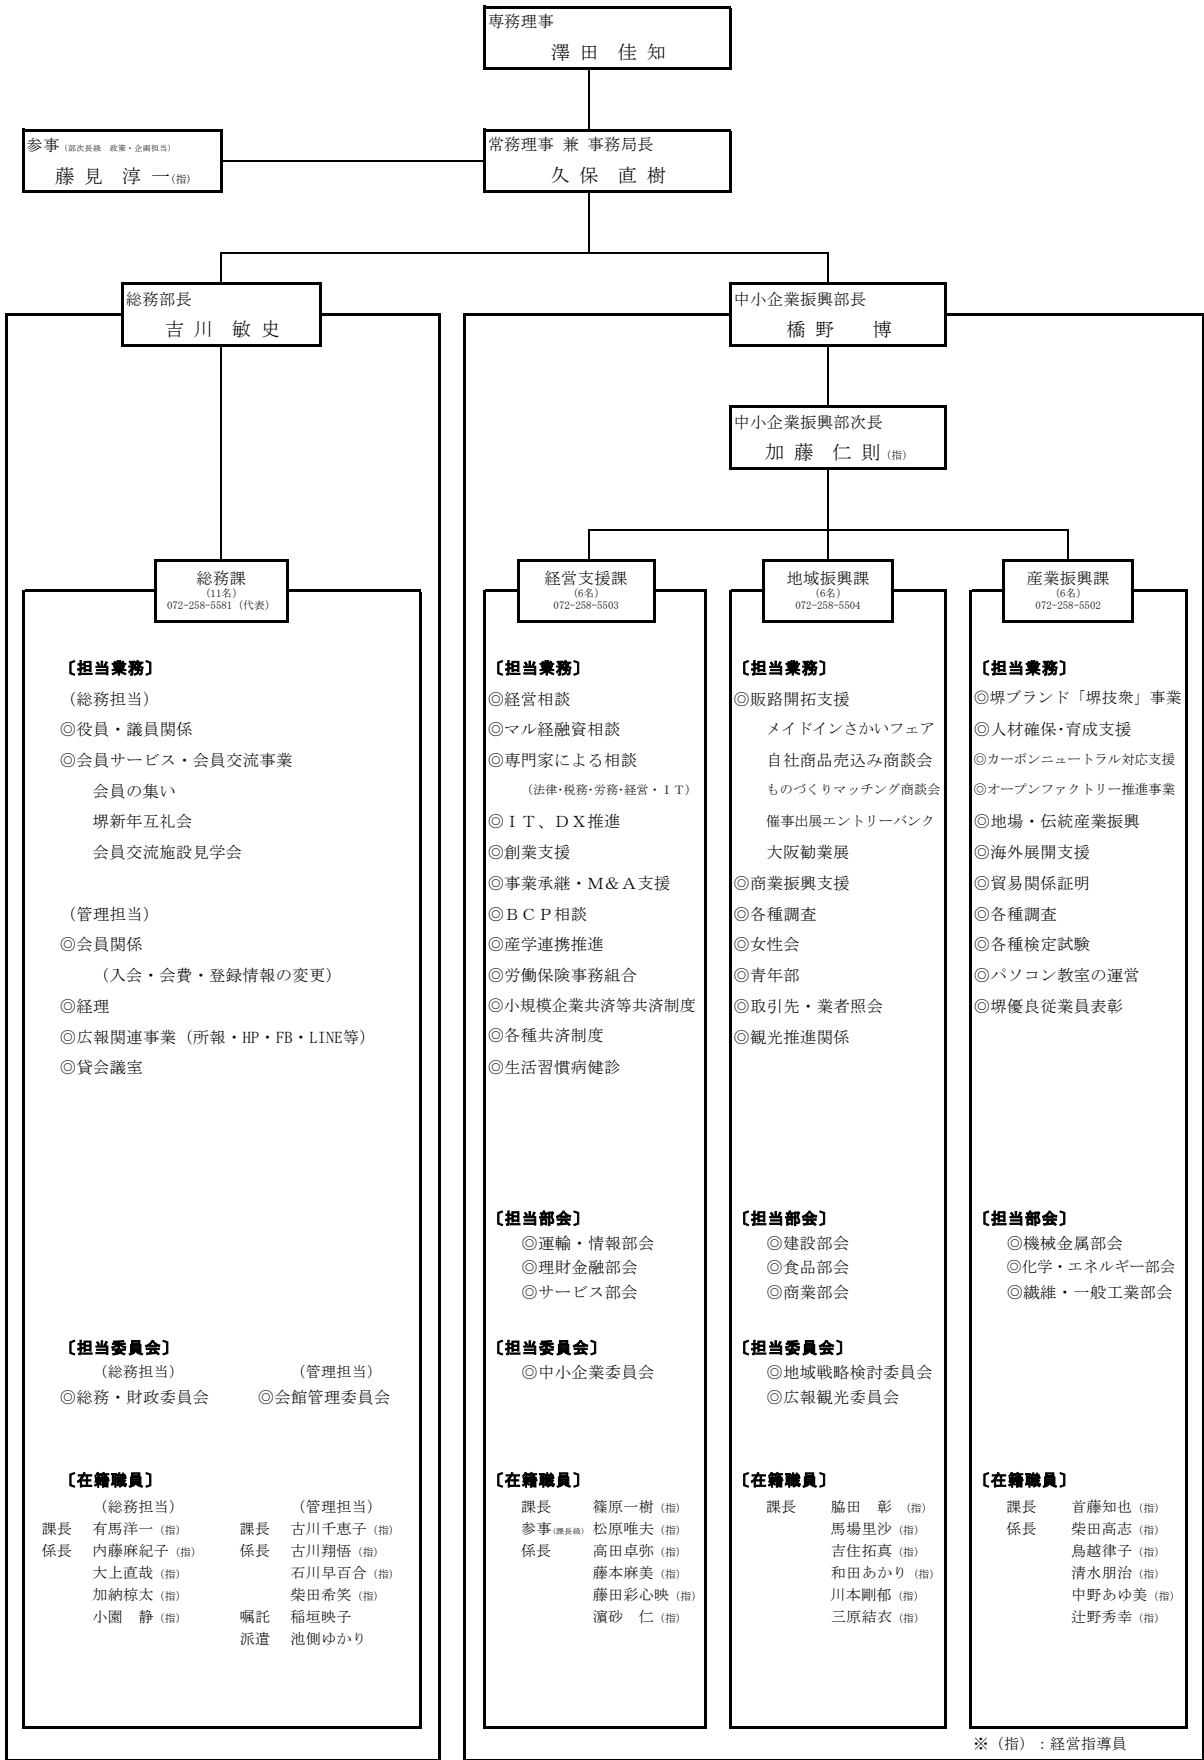 専務理事
澤田 佳知
参事(部次長級 政策・企画担当)
藤見 淳一(指)
常務理事 兼 事務局長
久保 直樹
総務部長
吉川 敏史
中小企業振興部長
橋野 博
中小企業振興部次長
加藤 仁則(指)
総務課
(11名)
072-258-5581（代表）
〔担当業務〕
（総務担当）
◎役員・議員関係
◎会員サービス・会員交流事業
会員の集い
堺新年互礼会
会員交流施設見学会
（管理担当）
◎会員関係
（入会・会費・登録情報の変更）
◎経理
◎広報関連事業（所報・HP・FB・LINE等）
◎貸会議室
〔担当委員会〕
（総務担当） （管理担当）
◎総務・財政委員会 ◎会館管理委員会
〔在籍職員〕
（総務担当） （管理担当）
課長 有馬洋一(指) 課長 古川千恵子(指)
係長 内藤麻紀子(指) 係長 古川翔悟(指)
大上直哉(指) 石川早百合(指)
加納椋太(指) 柴田希笑(指)
小園 静(指) 嘱託 稲垣映子
派遣 池側ゆかり
経営支援課
(6名)
072-258-5503
〔担当業務〕
◎経営相談
◎マル経融資相談
◎専門家による相談
（法律・税務・労務・経営・ＩＴ）
◎ＩＴ、DX推進
◎創業支援
◎事業承継・M&A支援
◎ＢＣＰ相談
◎産学連携推進
◎労働保険事務組合
◎小規模企業共済等共済制度
◎各種共済制度
◎生活習慣病健診
〔担当部会〕
◎運輸・情報部会
◎理財金融部会
◎サービス部会
〔担当委員会〕
◎中小企業委員会
〔在籍職員〕
課長 篠原一樹(指)
参事(課長級) 松原唯夫(指)
係長 高田卓弥(指)
藤本麻美(指)
藤田彩心映(指)
濵砂 仁(指)
地域振興課
(6名)
072-258-5504
〔担当業務〕
◎販路開拓支援
メイドインさかいフェア
自社商品売込み商談会
ものづくりマッチング商談会
催事出展エントリーバンク
大阪勧業展
◎商業振興支援
◎各種調査
◎女性会
◎青年部
◎取引先・業者照会
◎観光推進関係
〔担当部会〕
◎建設部会
◎食品部会
◎商業部会
〔担当委員会〕
◎地域戦略検討委員会
◎広報観光委員会
〔在籍職員〕
課長 脇田 彰(指)
馬場里沙(指)
吉住拓真(指)
和田あかり(指)
川本剛郁(指)
三原結衣(指)
産業振興課
(6名)
072-258-5502
〔担当業務〕
◎堺ブランド「堺技衆」事業
◎人材確保・育成支援
◎カーボンニュートラル対応支援
◎オープンファクトリー推進事業
◎地場・伝統産業振興
◎海外展開支援
◎貿易関係証明
◎各種調査
◎各種検定試験
◎パソコン教室の運営
◎堺優良従業員表彰
〔担当部会〕
◎機械金属部会
◎化学・エネルギー部会
◎繊維・一般工業部会
〔在籍職員〕
課長 首藤知也(指)
係長 柴田高志(指)
鳥越律子(指)
清水朋治(指)
中野あゆ美(指)
辻野秀幸(指)
※（指）：経営指導員